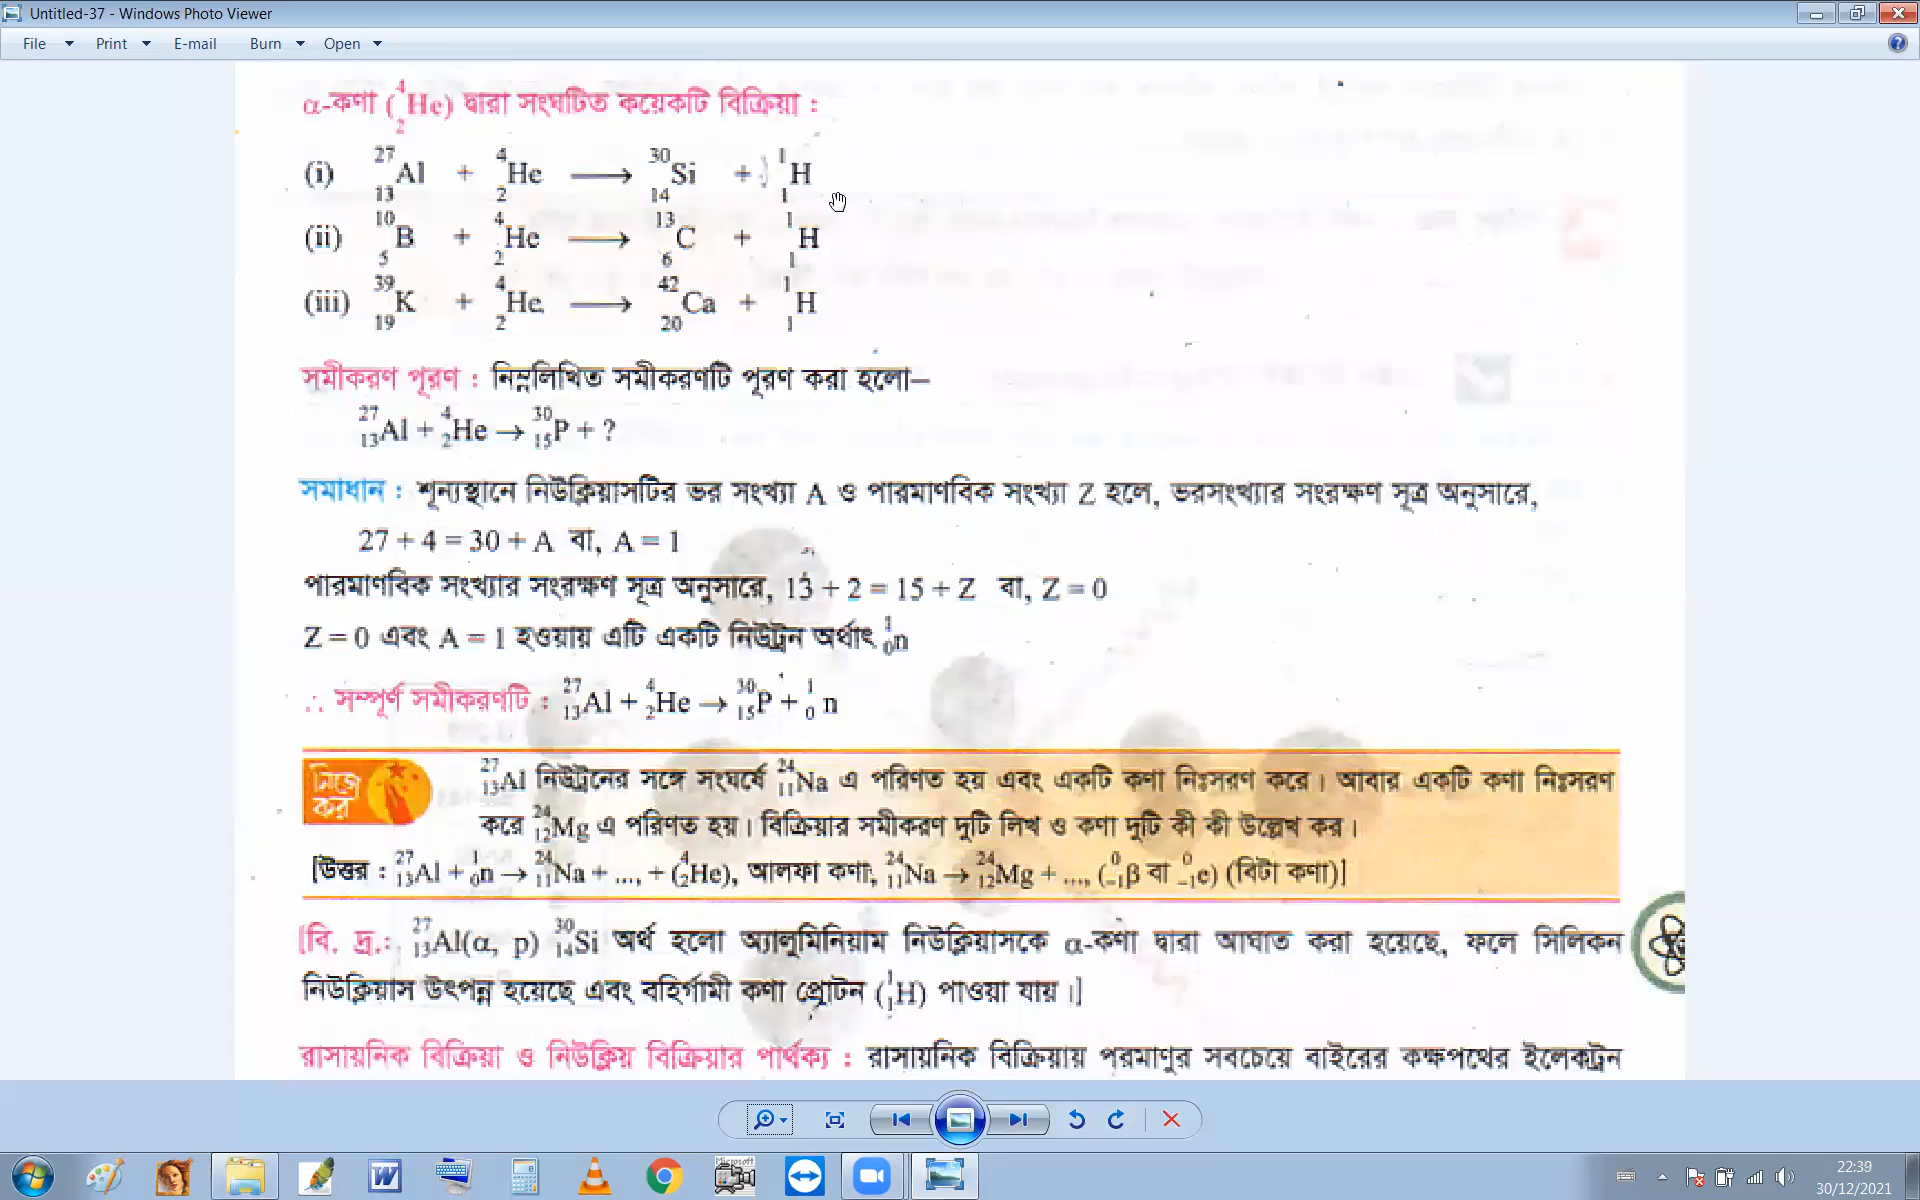 Untitled-37 - Windows Photo Viewer
File Print E-mail Burn Open
α-কণা (⁴₂He) দ্বারা সংঘটিত কয়েকটি বিক্রিয়া :
(i) ²⁷₁₃Al + ⁴₂He ⟶ ³⁰₁₄Si + ¹₁H
(ii) ¹⁰₅B + ⁴₂He ⟶ ¹³₆C + ¹₁H
(iii) ³⁹₁₉K + ⁴₂He ⟶ ⁴²₂₀Ca + ¹₁H
সমীকরণ পূরণ : নিম্নলিখিত সমীকরণটি পূরণ করা হলো–
²⁷₁₃Al + ⁴₂He → ³⁰₁₅P + ?
সমাধান : শূন্যস্থানে নিউক্লিয়াসটির ভর সংখ্যা A ও পারমাণবিক সংখ্যা Z হলে, ভরসংখ্যার সংরক্ষণ সূত্র অনুসারে,
27 + 4 = 30 + A বা, A = 1
পারমাণবিক সংখ্যার সংরক্ষণ সূত্র অনুসারে, 13 + 2 = 15 + Z বা, Z = 0
Z = 0 এবং A = 1 হওয়ায় এটি একটি নিউট্রন অর্থাৎ ¹₀n
∴ সম্পূর্ণ সমীকরণটি : ²⁷₁₃Al + ⁴₂He → ³⁰₁₅P + ¹₀n
নিজে কর
²⁷₁₃Al নিউট্রনের সঙ্গে সংঘর্ষে ²⁴₁₁Na এ পরিণত হয় এবং একটি কণা নিঃসরণ করে। আবার একটি কণা নিঃসরণ
করে ²⁴₁₂Mg এ পরিণত হয়। বিক্রিয়ার সমীকরণ দুটি লিখ ও কণা দুটি কী কী উল্লেখ কর।
[উত্তর : ²⁷₁₃Al + ¹₀n → ²⁴₁₁Na + ..., + (⁴₂He), আলফা কণা, ²⁴₁₁Na → ²⁴₁₂Mg + ..., (⁰₋₁β বা ⁰₋₁e) (বিটা কণা)]
[বি. দ্র.: ²⁷₁₃Al(α, p) ³⁰₁₄Si অর্থ হলো অ্যালুমিনিয়াম নিউক্লিয়াসকে α-কণা দ্বারা আঘাত করা হয়েছে, ফলে সিলিকন
নিউক্লিয়াস উৎপন্ন হয়েছে এবং বহির্গামী কণা প্রোটন (¹₁H) পাওয়া যায়।]
রাসায়নিক বিক্রিয়া ও নিউক্লিয় বিক্রিয়ার পার্থক্য : রাসায়নিক বিক্রিয়ায় পরমাণুর সবচেয়ে বাইরের কক্ষপথের ইলেকট্রন
Microsoft
22:39
30/12/2021